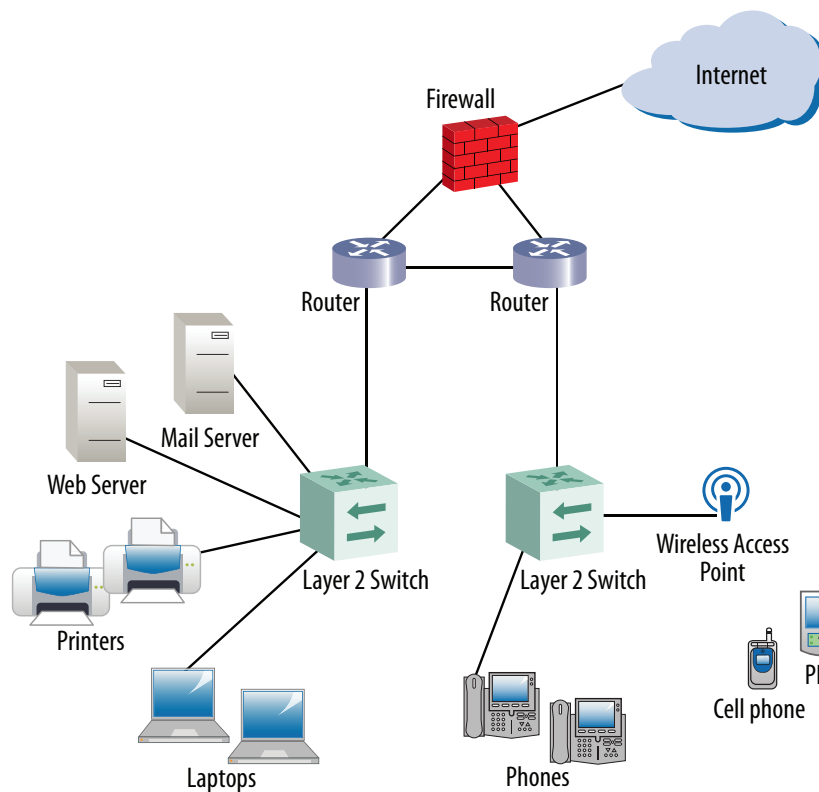 Internet
Firewall
Router
Router
Mail Server
Web Server
Layer 2 Switch
Layer 2 Switch
Wireless Access
Point
Printers
Cell phone
Laptops
Phones